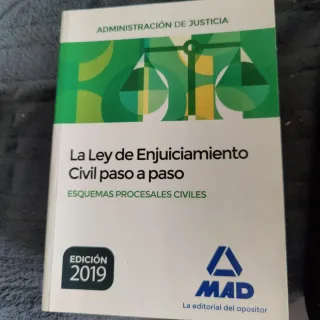 ADMINISTRACIÓN DE JUSTICIA
La Ley de Enjuiciamiento
Civil paso a paso
ESQUEMAS PROCESALES CIVILES
EDICIÓN
2019
MAD
La editorial del opositor